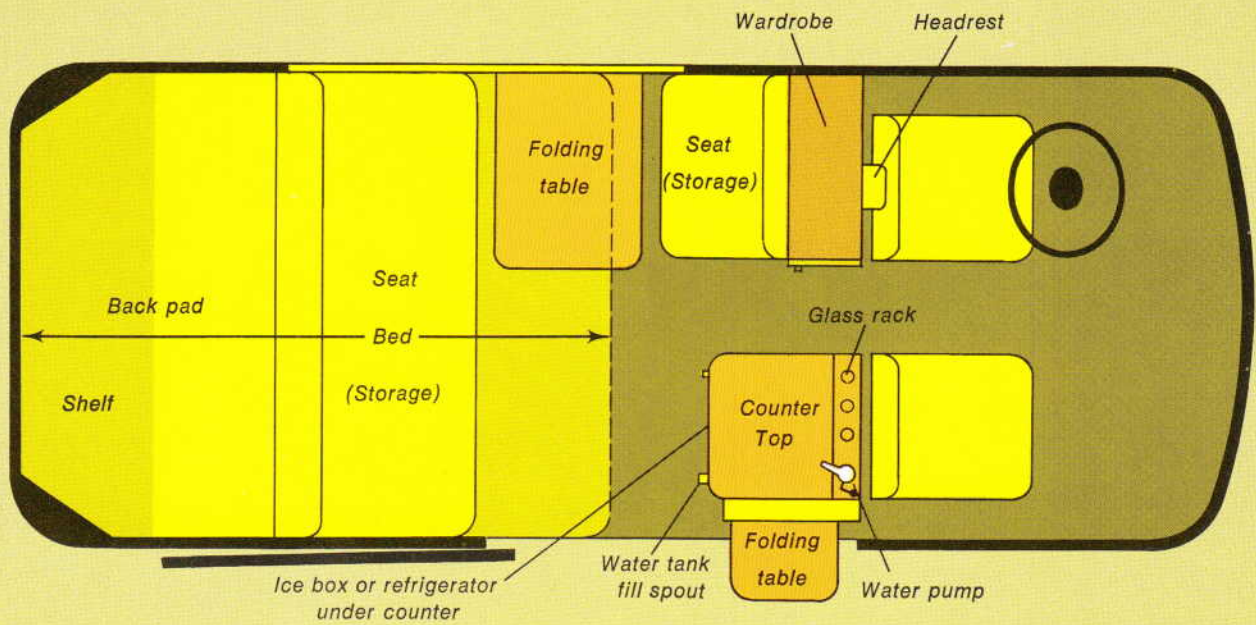 Wardrobe
Headrest
Folding
table
Seat
(Storage)
Seat
Back pad
Bed
Glass rack
Shelf
(Storage)
Counter
Top
Folding
table
Ice box or refrigerator
under counter
Water tank
fill spout
Water pump